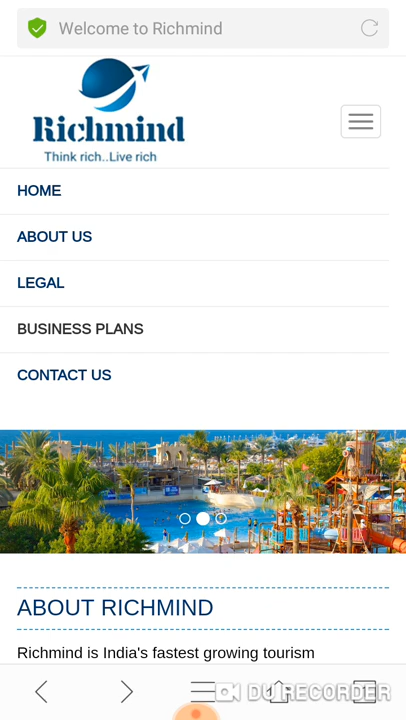 Welcome to Richmind
Richmind
Think rich..Live rich
HOME
ABOUT US
LEGAL
BUSINESS PLANS
CONTACT US
ABOUT RICHMIND
Richmind is India's fastest growing tourism
DU RECORDER